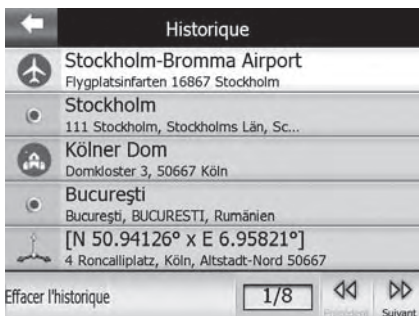 Historique
Stockholm-Bromma Airport
Flygplatsinfarten 16867 Stockholm
Stockholm
111 Stockholm, Stockholms Län, Sc...
Kölner Dom
Domkloster 3, 50667 Köln
Bucureşti
Bucureşti, BUCURESTI, Rumänien
[N 50.94126° x E 6.95821°]
4 Roncalliplatz, Köln, Altstadt-Nord 50667
Effacer l'historique
1/8
Précédent
Suivant